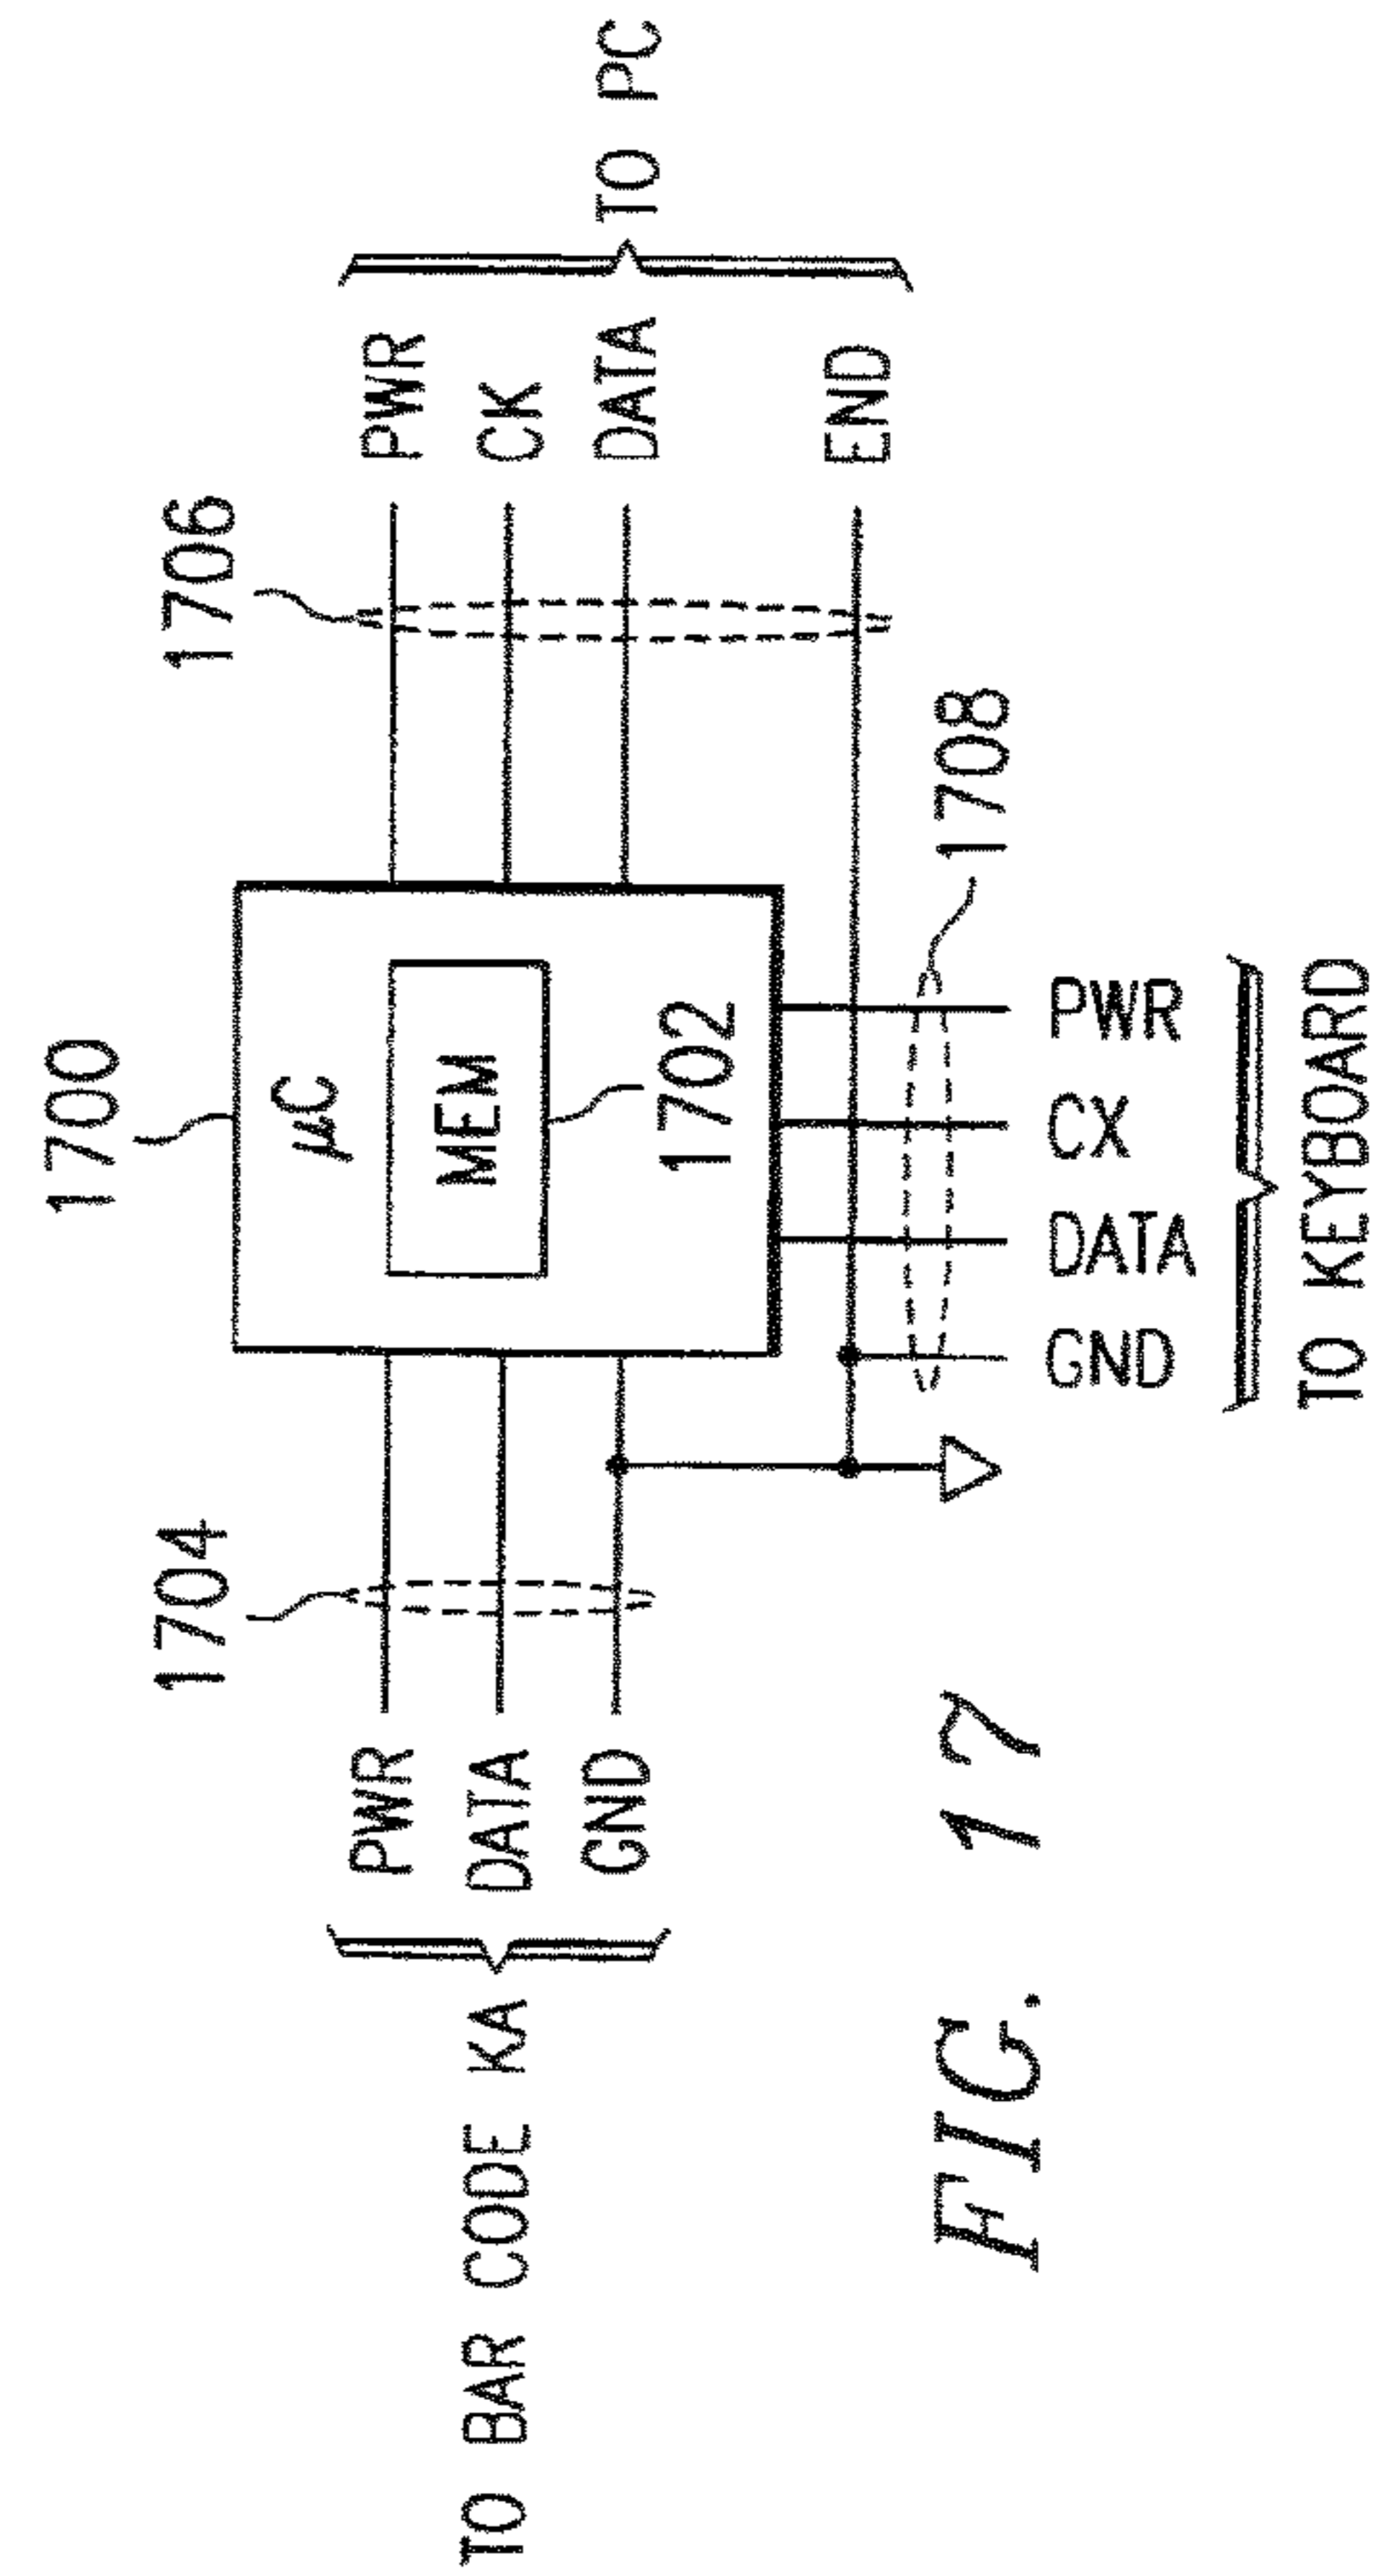 1700
µC
MEM
1702
1704
PWR
DATA
GND
TO BAR CODE KA
1706
PWR
CK
DATA
END
TO PC
1708
GND
DATA
CX
PWR
TO KEYBOARD
FIG. 17